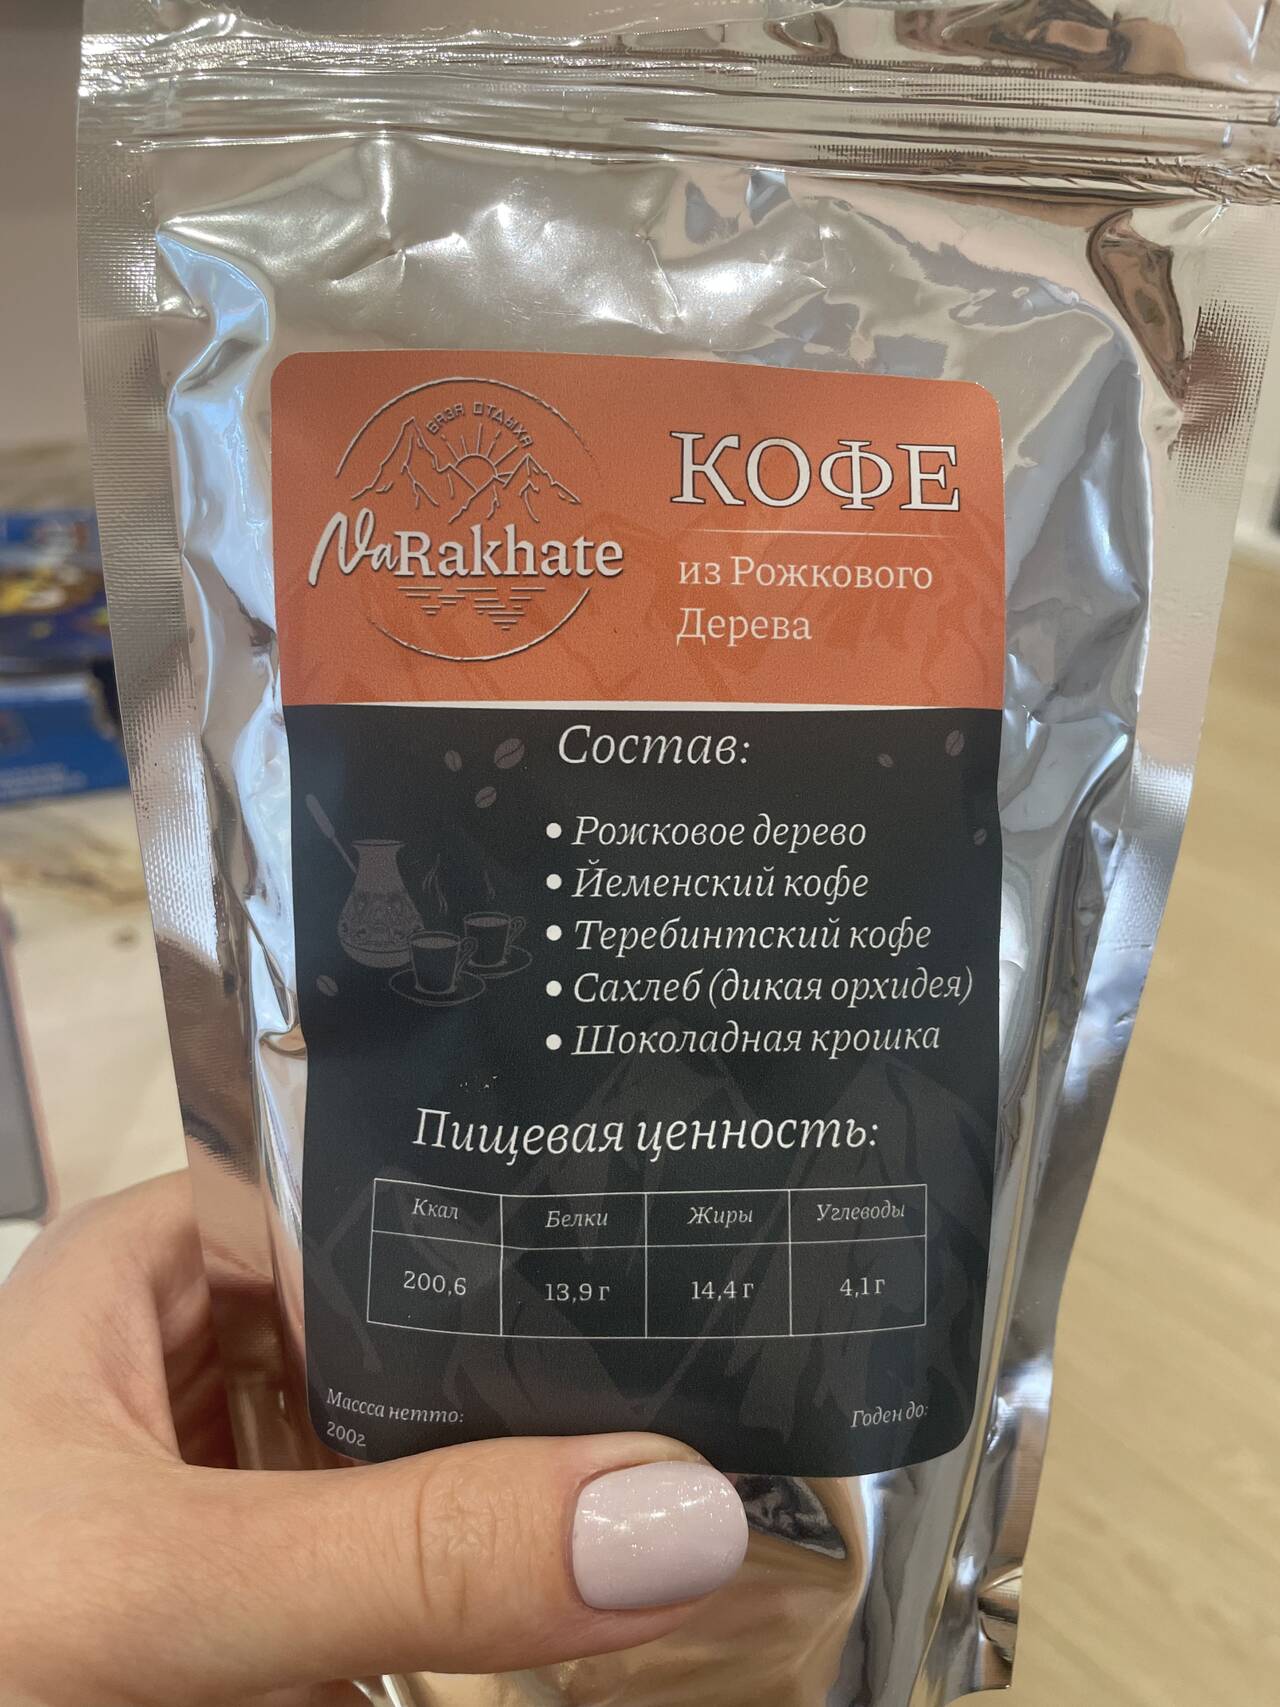 БАЗА ОТДЫХА
NaRakhate
КОФЕ
из Рожкового
Дерева
Состав:
• Рожковое дерево
• Йеменский кофе
• Теребинтский кофе
• Сахлеб (дикая орхидея)
• Шоколадная крошка
Пищевая ценность:
Ккал Белки Жиры Углеводы
200,6 13,9 г 14,4 г 4,1 г
Массса нетто:
200г
Годен до: